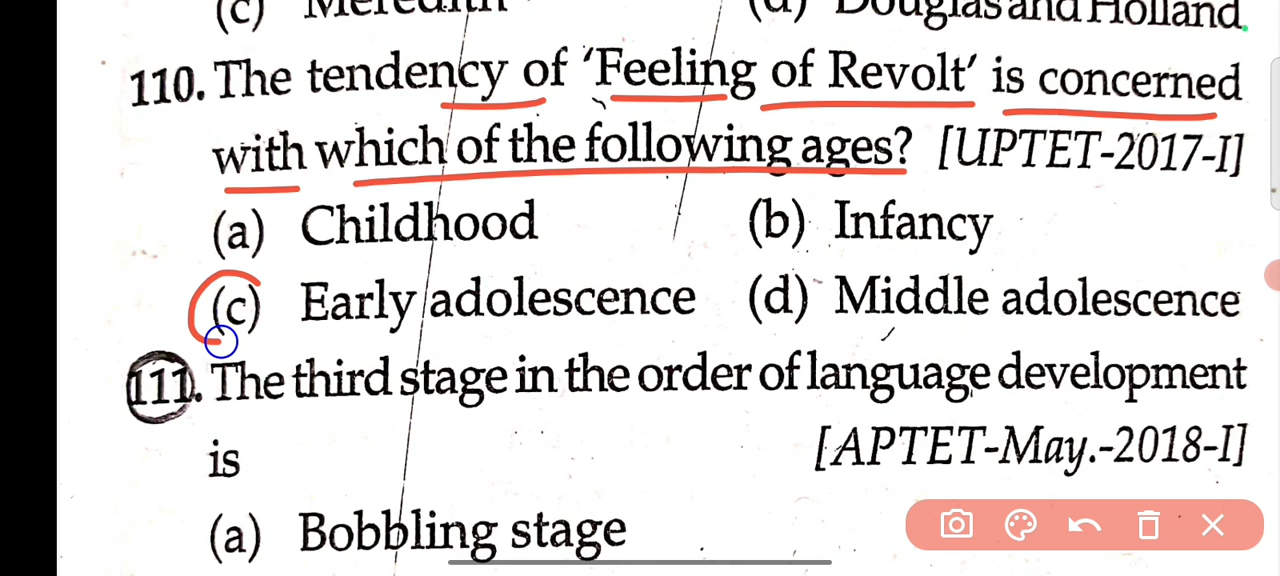 (c) Meredith (d) Douglas and Holland.
110. The tendency of ‘Feeling of Revolt’ is concerned
with which of the following ages? [UPTET-2017-I]
(a) Childhood (b) Infancy
(c) Early adolescence (d) Middle adolescence
111. The third stage in the order of language development
is [APTET-May.-2018-I]
(a) Bobbling stage